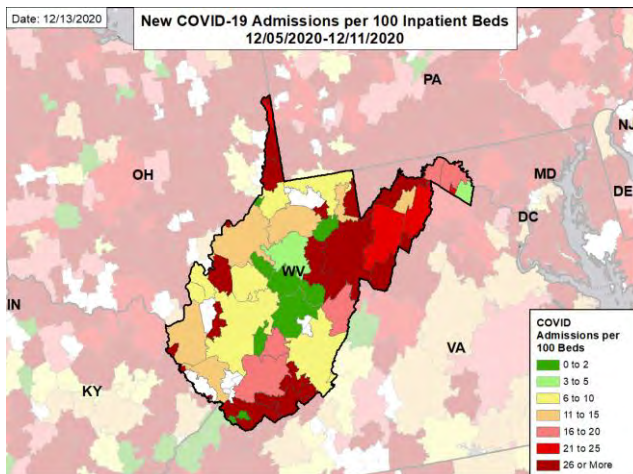 Date: 12/13/2020
New COVID-19 Admissions per 100 Inpatient Beds
12/05/2020-12/11/2020
PA
NJ
OH
MD
DE
DC
WV
IN
VA
KY
COVID
Admissions per
100 Beds
0 to 2
3 to 5
6 to 10
11 to 15
16 to 20
21 to 25
26 or More